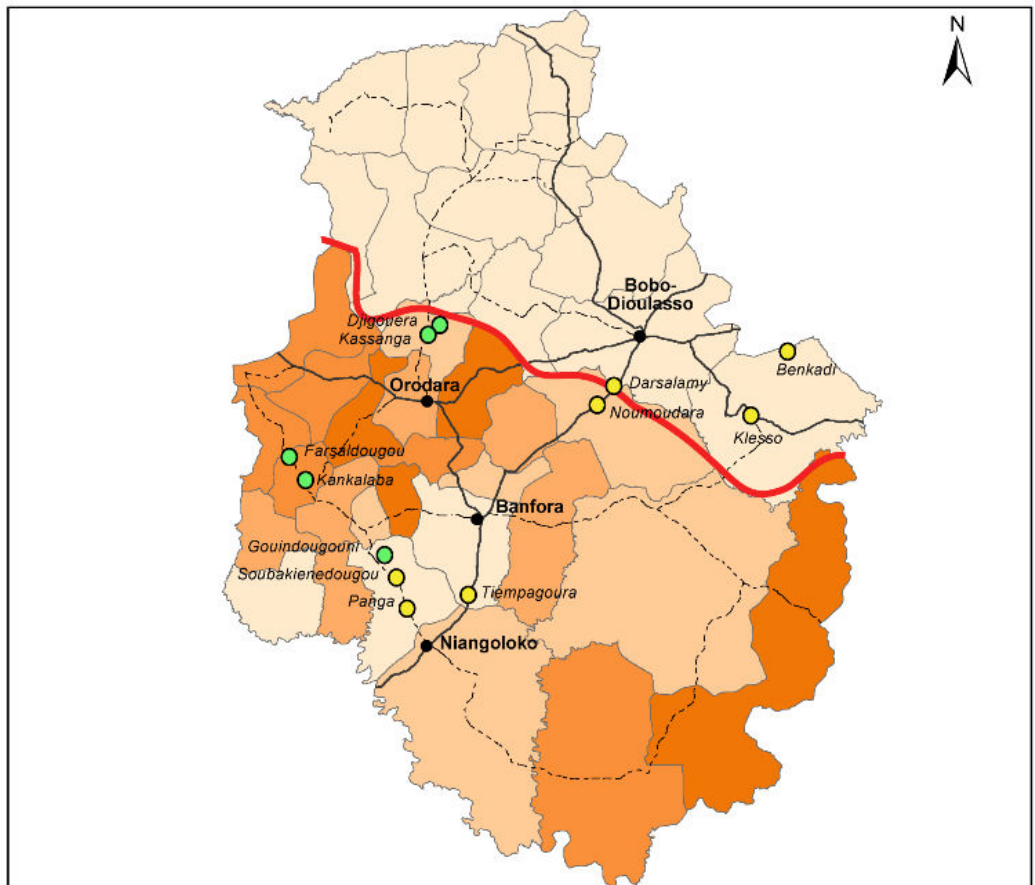 N
Bobo-
Dioulasso
Djigouera
Kassanga
Benkadi
Orodara
Darsalamy
Noumoudara
Klesso
Farsaldougou
Kankalaba
Banfora
Gouindougouni
Soubakienedougou
Tiempagoura
Panga
Niangoloko